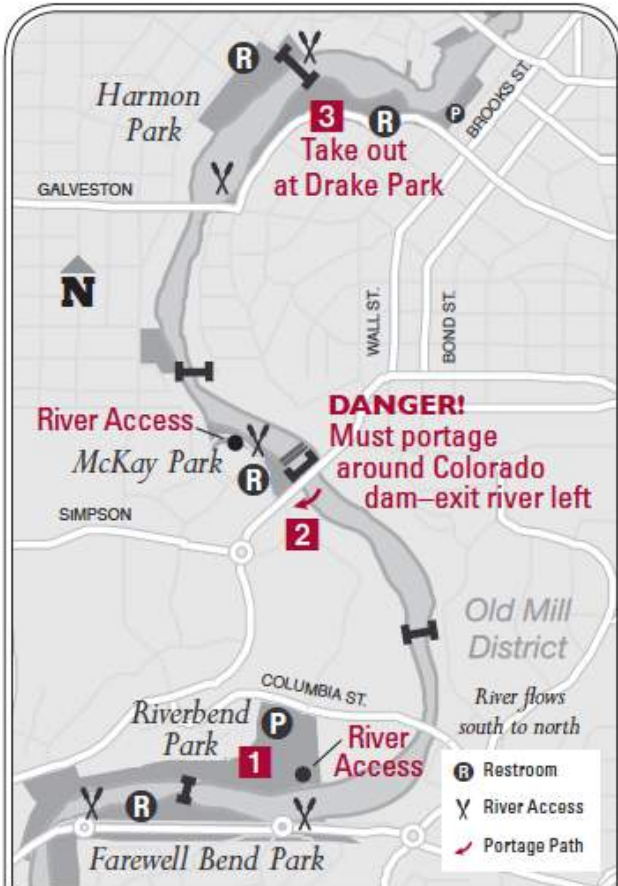 R
Harmon
Park
3
R
P
BROOKS ST.
Take out
at Drake Park
GALVESTON
N
WALL ST.
BOND ST.
River Access
McKay Park
R
DANGER!
Must portage
around Colorado
dam–exit river left
SIMPSON
2
Old Mill
District
COLUMBIA ST.
Riverbend
Park
P
1
River
Access
River flows
south to north
R Restroom
River Access
Portage Path
R
Farewell Bend Park